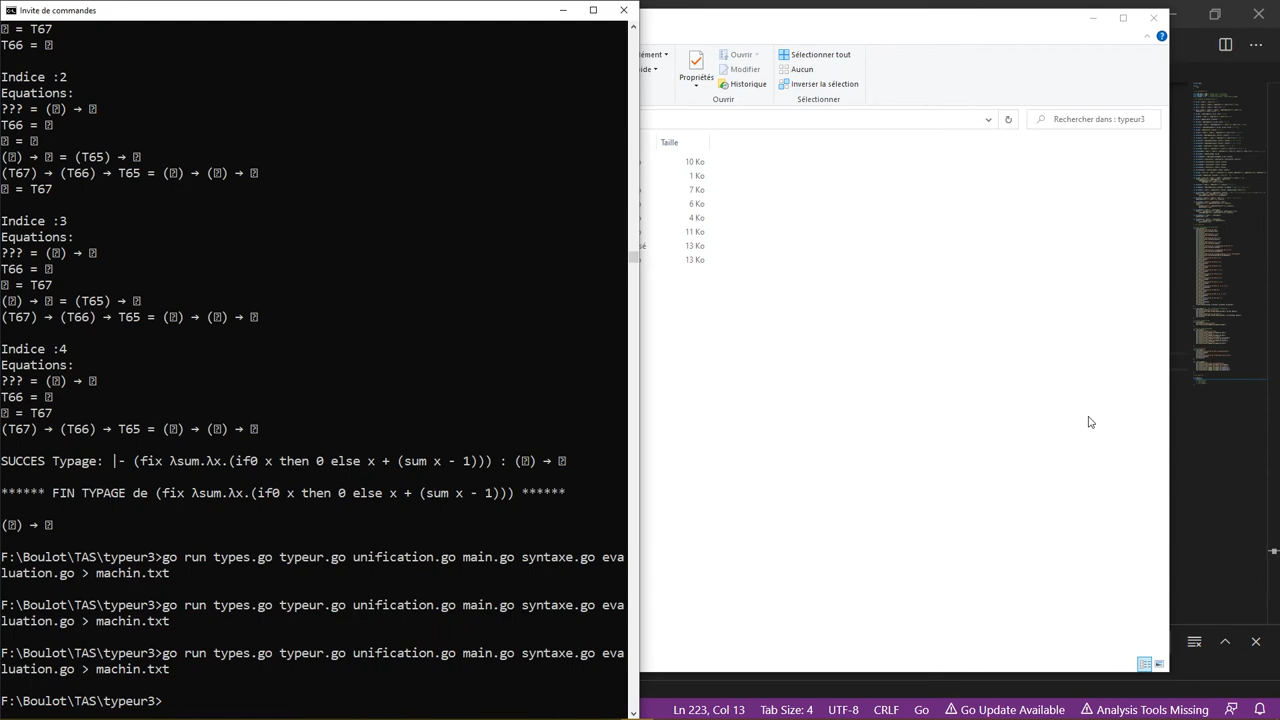 Invite de commandes
⍰ = T67
T66 = ⍰
Indice :2
Equations:
??? = (⍰) → ⍰
T66 = ⍰
⍰ = ⍰
(⍰) → ⍰ = (T65) → ⍰
(T67) → (T66) → T65 = (⍰) → (⍰) → ⍰
⍰ = T67
Indice :3
Equations:
??? = (⍰) → ⍰
T66 = ⍰
⍰ = T67
(⍰) → ⍰ = (T65) → ⍰
(T67) → (T66) → T65 = (⍰) → (⍰) → ⍰
Indice :4
Equations:
??? = (⍰) → ⍰
T66 = ⍰
⍰ = T67
(T67) → (T66) → T65 = (⍰) → (⍰) → ⍰
SUCCES Typage: |- (fix λsum.λx.(if0 x then 0 else x + (sum x - 1))) : (⍰) → ⍰
****** FIN TYPAGE de (fix λsum.λx.(if0 x then 0 else x + (sum x - 1))) ******
(⍰) → ⍰
F:\Boulot\TAS\typeur3>go run types.go typeur.go unification.go main.go syntaxe.go eva
luation.go > machin.txt
F:\Boulot\TAS\typeur3>go run types.go typeur.go unification.go main.go syntaxe.go eva
luation.go > machin.txt
F:\Boulot\TAS\typeur3>go run types.go typeur.go unification.go main.go syntaxe.go eva
luation.go > machin.txt
F:\Boulot\TAS\typeur3>
Propriétés
Ouvrir
Modifier
Historique
Ouvrir
Sélectionner tout
Aucun
Inverser la sélection
Sélectionner
Rechercher dans : typeur3
Taille
10 Ko
1 Ko
7 Ko
6 Ko
4 Ko
11 Ko
13 Ko
13 Ko
Ln 223, Col 13
Tab Size: 4
UTF-8
CRLF
Go
Go Update Available
Analysis Tools Missing